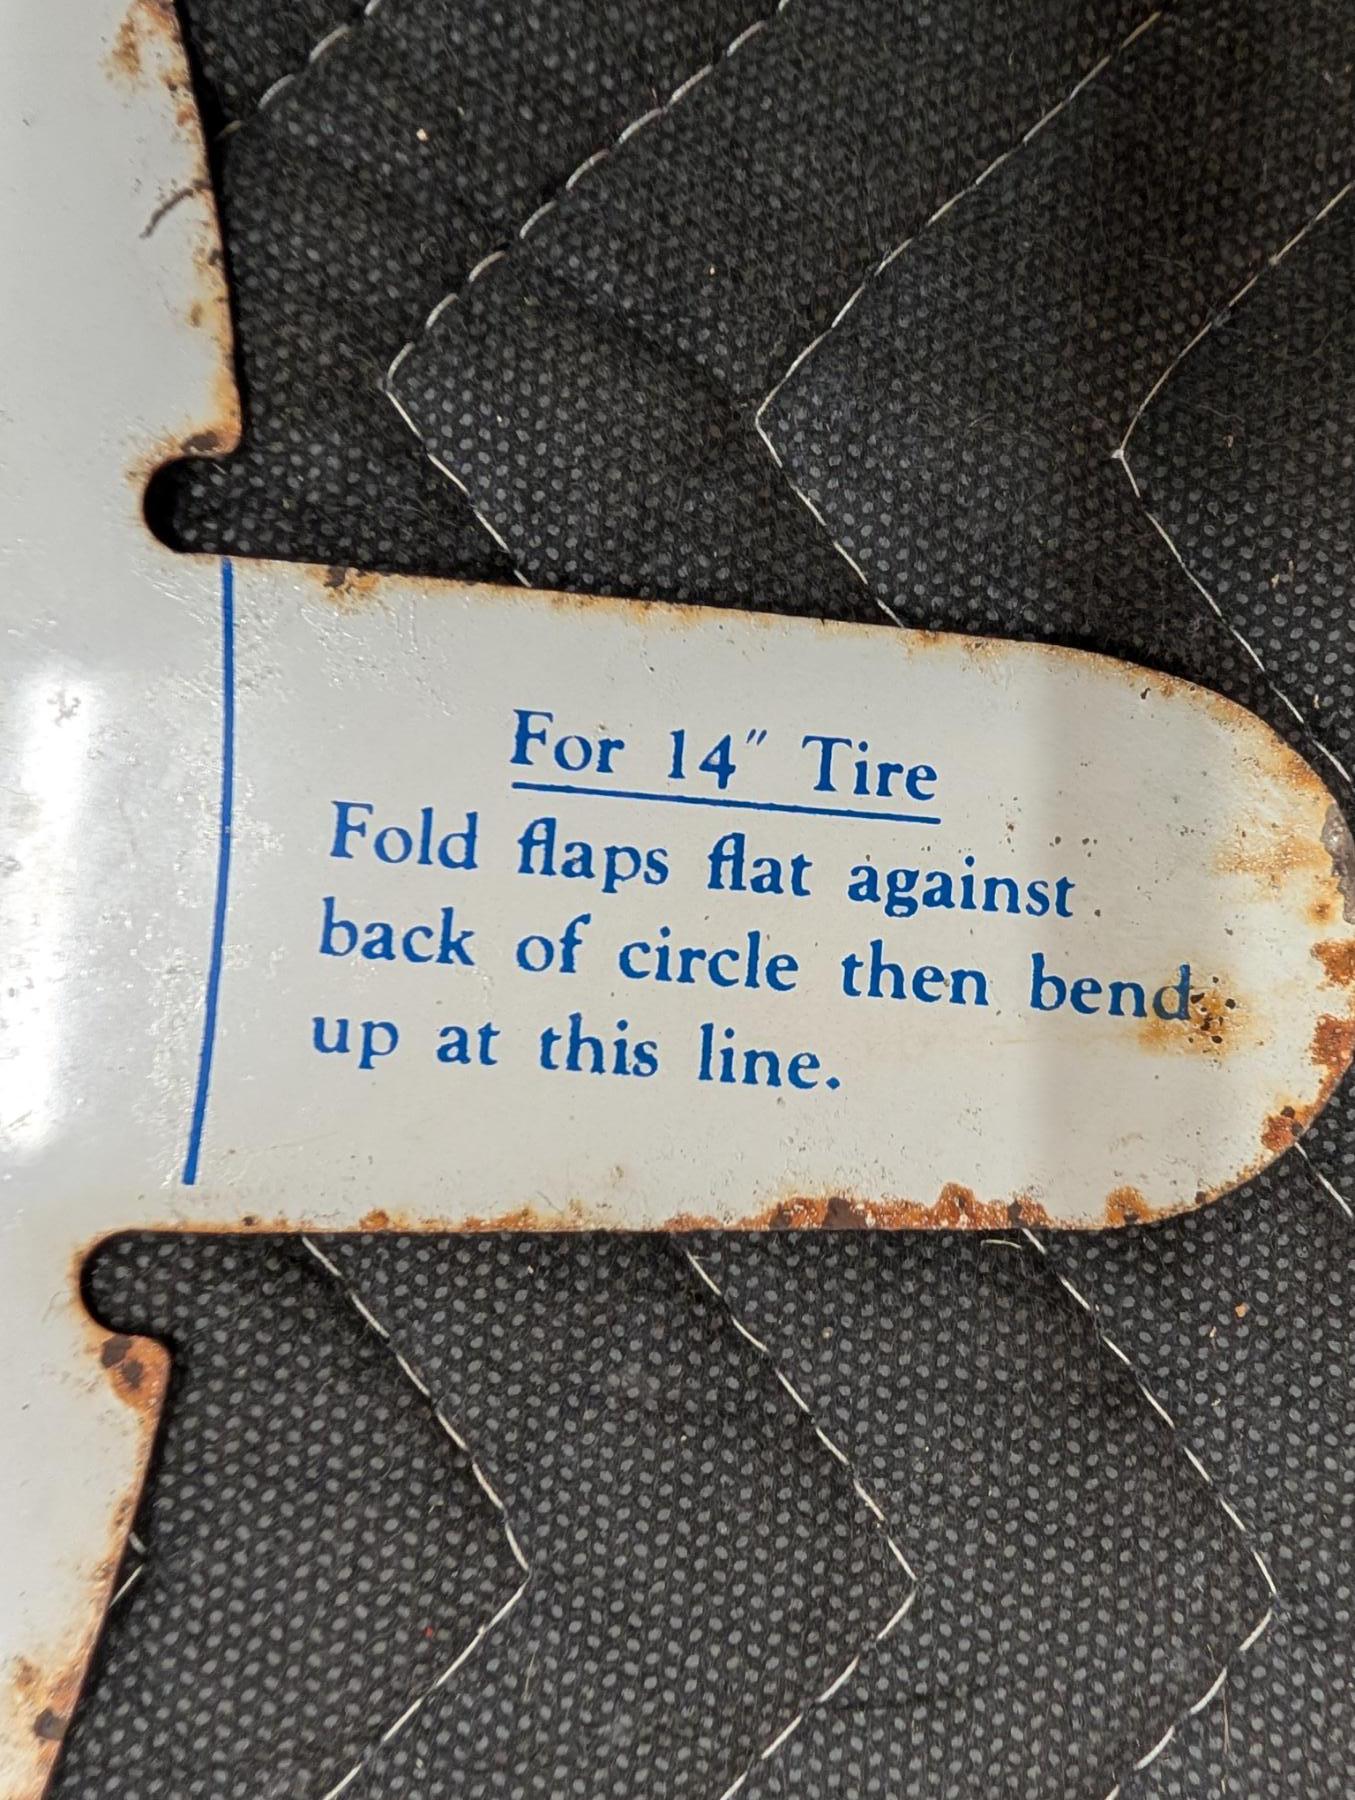 For 14″ Tire
Fold flaps flat against
back of circle then bend
up at this line.